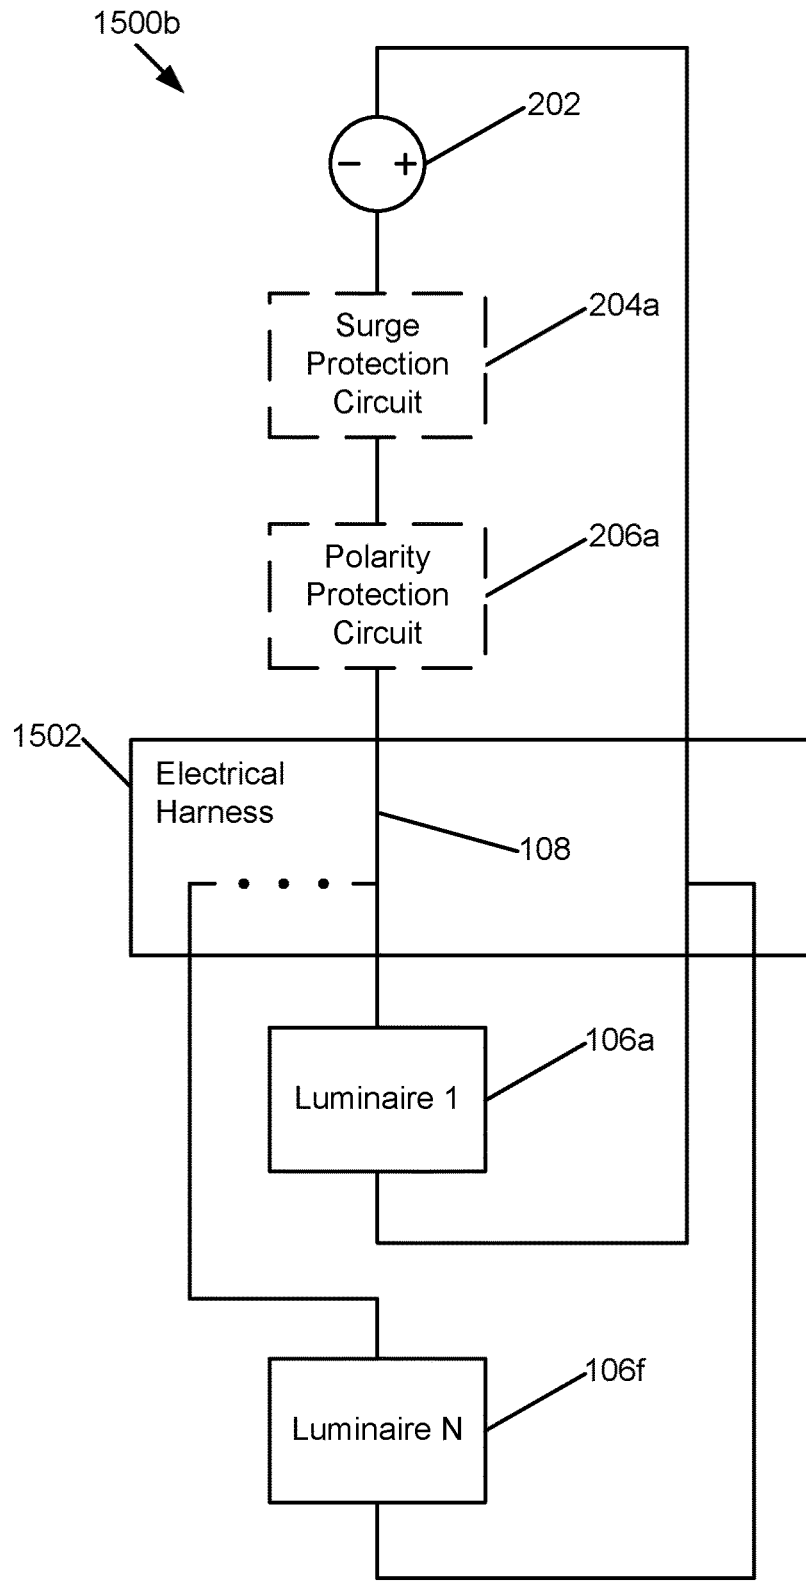 1500b
202
− +
204a
Surge
Protection
Circuit
206a
Polarity
Protection
Circuit
1502
Electrical
Harness
108
106a
Luminaire 1
106f
Luminaire N